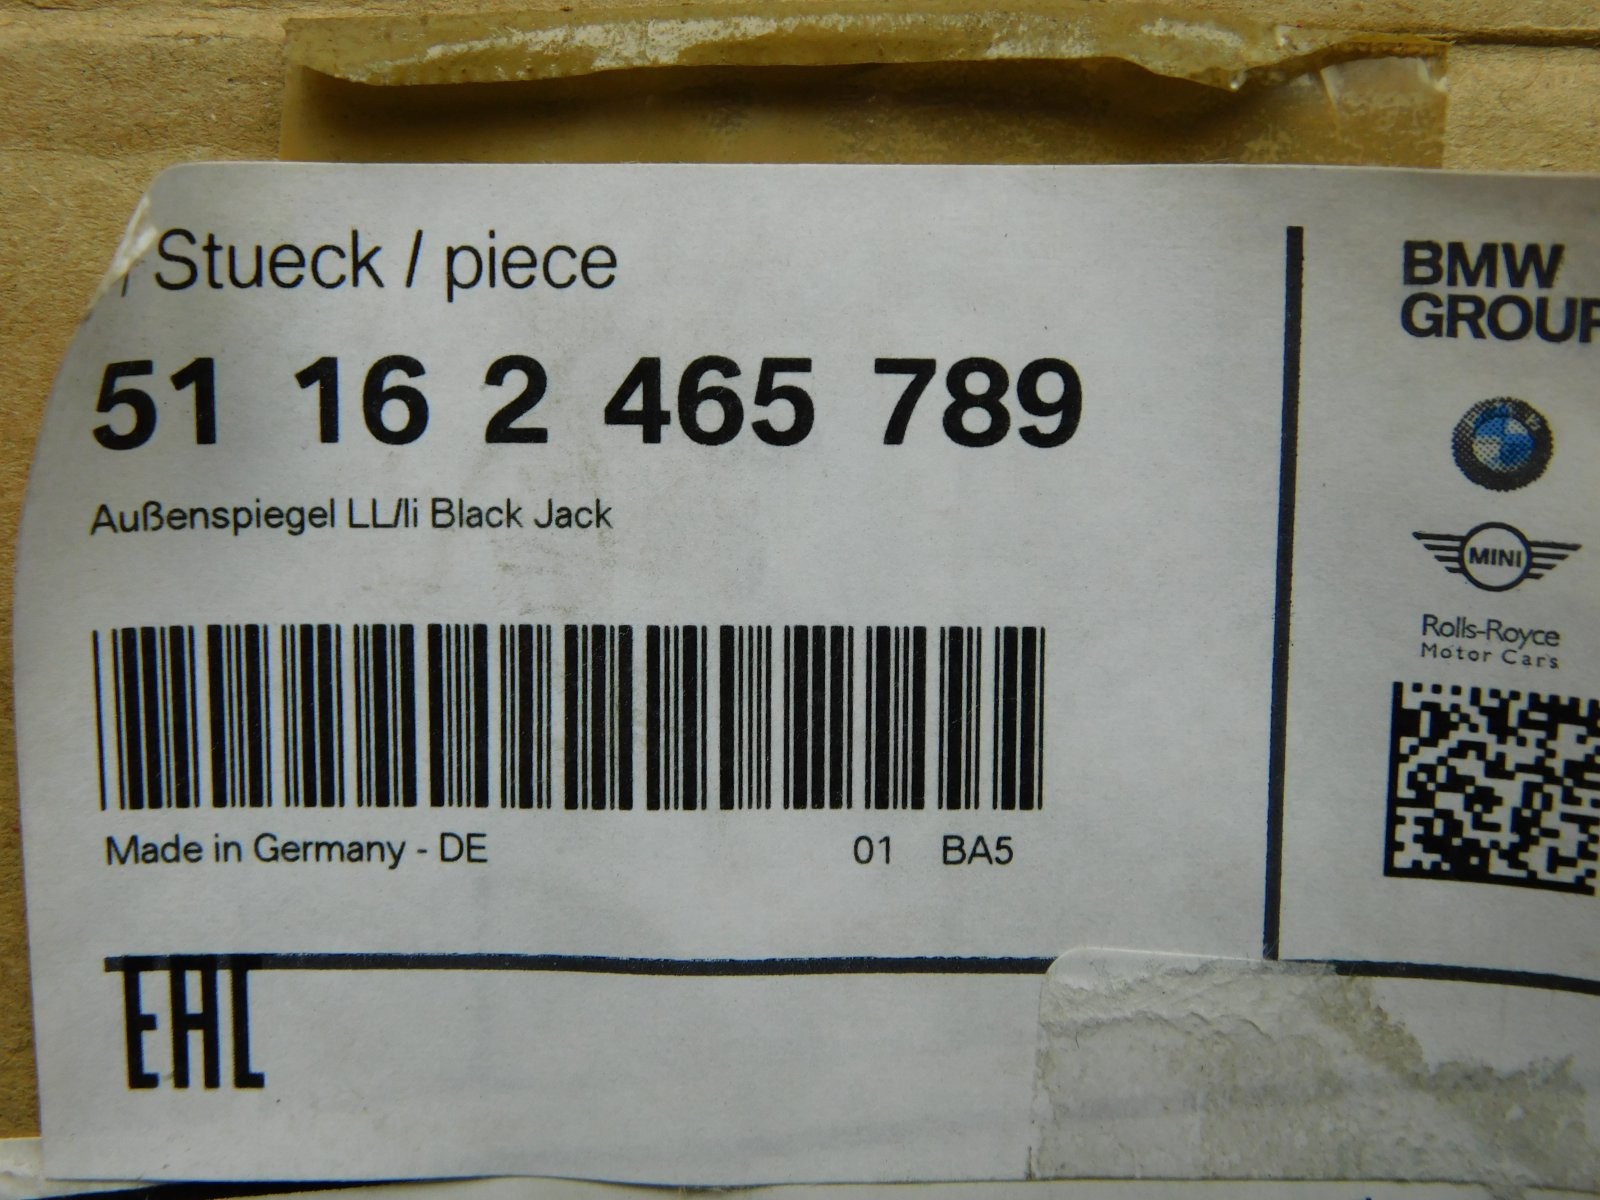 Stueck / piece
51 16 2 465 789
Außenspiegel LL/li Black Jack
Made in Germany - DE 01 BA5
EAC
BMW
GROUP
MINI
Rolls-Royce
Motor Cars